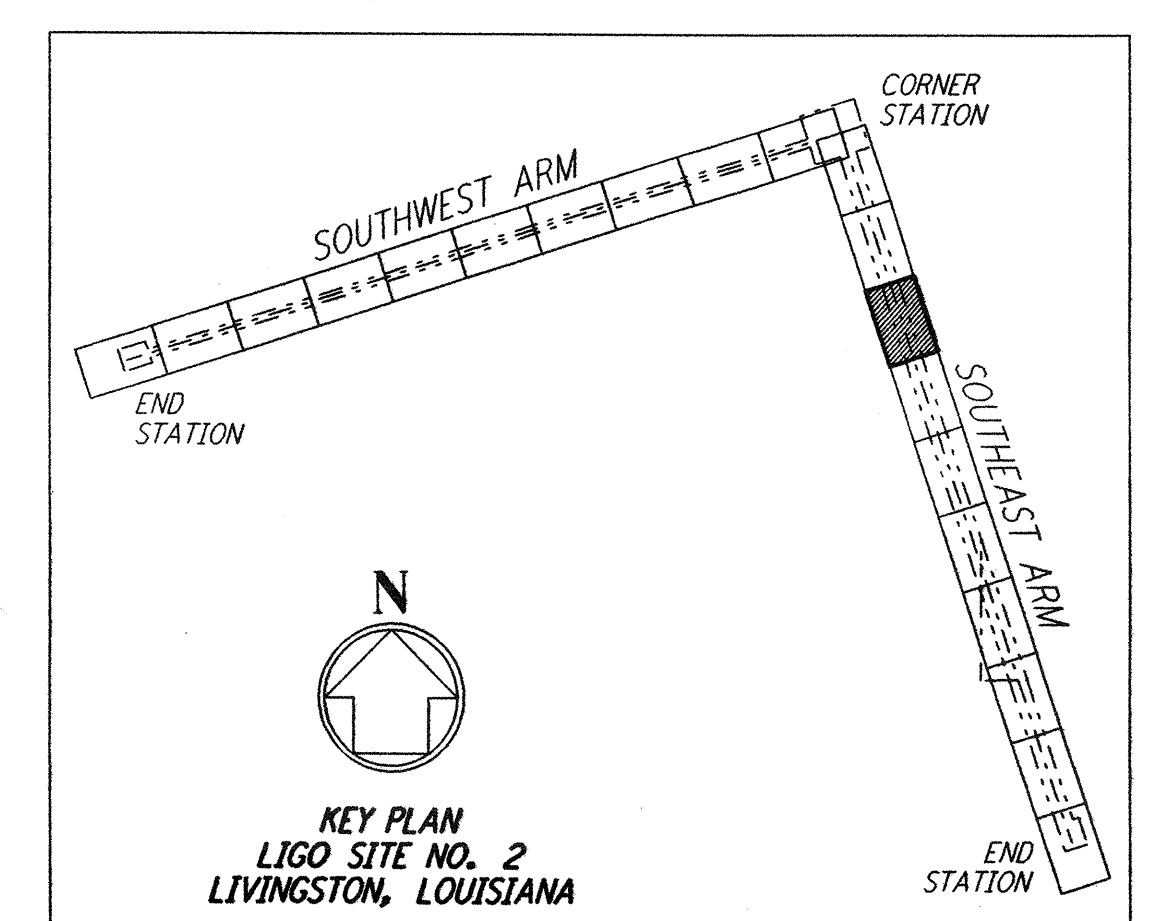 CORNER
STATION
SOUTHWEST ARM
END
STATION
SOUTHEAST ARM
N
KEY PLAN
LIGO SITE NO. 2
LIVINGSTON, LOUISIANA
END
STATION